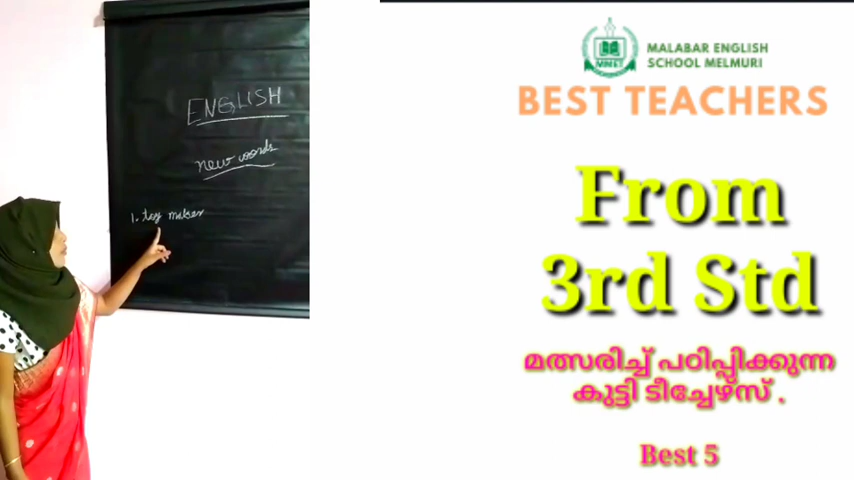 ENGLISH
new words
1. toy maker
MMET
MALABAR ENGLISH
SCHOOL MELMURI
BEST TEACHERS
From
3rd Std
മത്സരിച്ച് പഠിപ്പിക്കുന്ന
കുട്ടി ടീച്ചേഴ്സ് .
Best 5